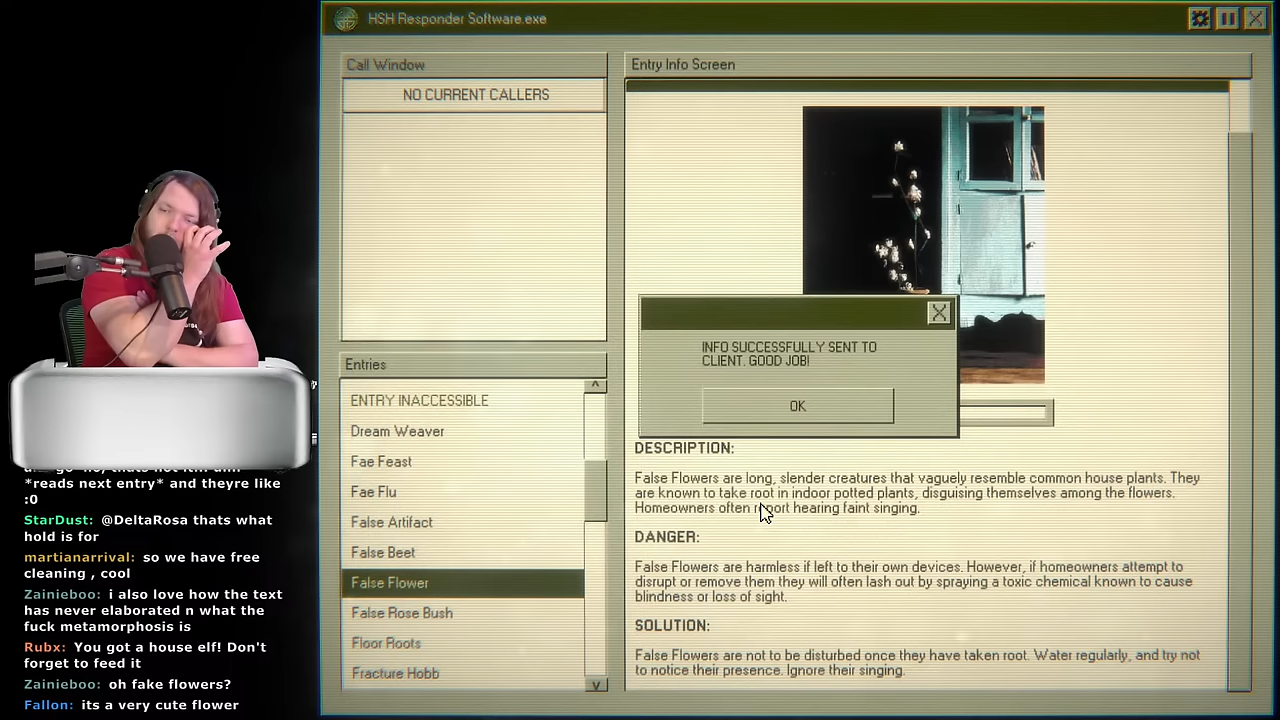 HSH Responder Software.exe
Call Window
NO CURRENT CALLERS
Entries
ENTRY INACCESSIBLE
Dream Weaver
Fae Feast
Fae Flu
False Artifact
False Beet
False Flower
False Rose Bush
Floor Roots
Fracture Hobb
Entry Info Screen
INFO SUCCESSFULLY SENT TO
CLIENT. GOOD JOB!
OK
DESCRIPTION:
False Flowers are long, slender creatures that vaguely resemble common house plants. They
are known to take root in indoor potted plants, disguising themselves among the flowers.
Homeowners often report hearing faint singing.
DANGER:
False Flowers are harmless if left to their own devices. However, if homeowners attempt to
disrupt or remove them they will often lash out by spraying a toxic chemical known to cause
blindness or loss of sight.
SOLUTION:
False Flowers are not to be disturbed once they have taken root. Water regularly, and try not
to notice their presence. Ignore their singing.
*reads next entry* and theyre like
:0
StarDust: @DeltaRosa thats what
hold is for
martianarrival: so we have free
cleaning , cool
Zainieboo: i also love how the text
has never elaborated n what the
fuck metamorphosis is
Rubx: You got a house elf! Don't
forget to feed it
Zainieboo: oh fake flowers?
Fallon: its a very cute flower